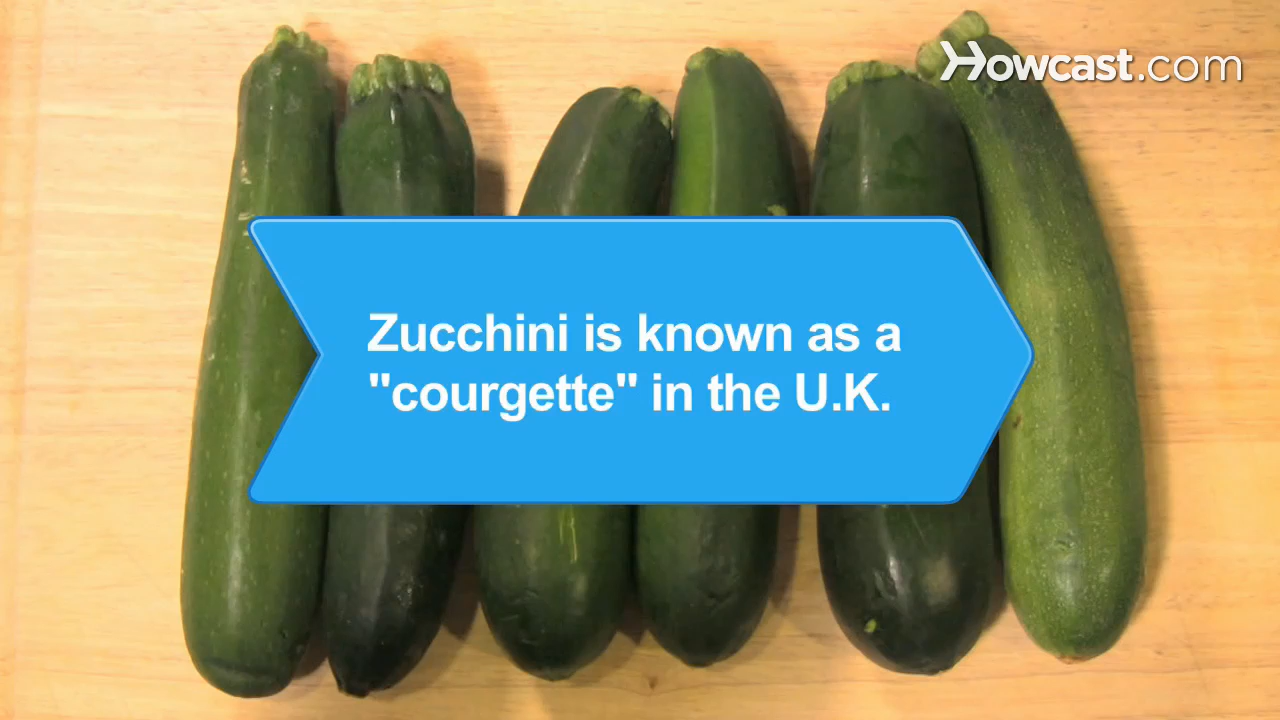 Howcast.com
Zucchini is known as a
"courgette" in the U.K.